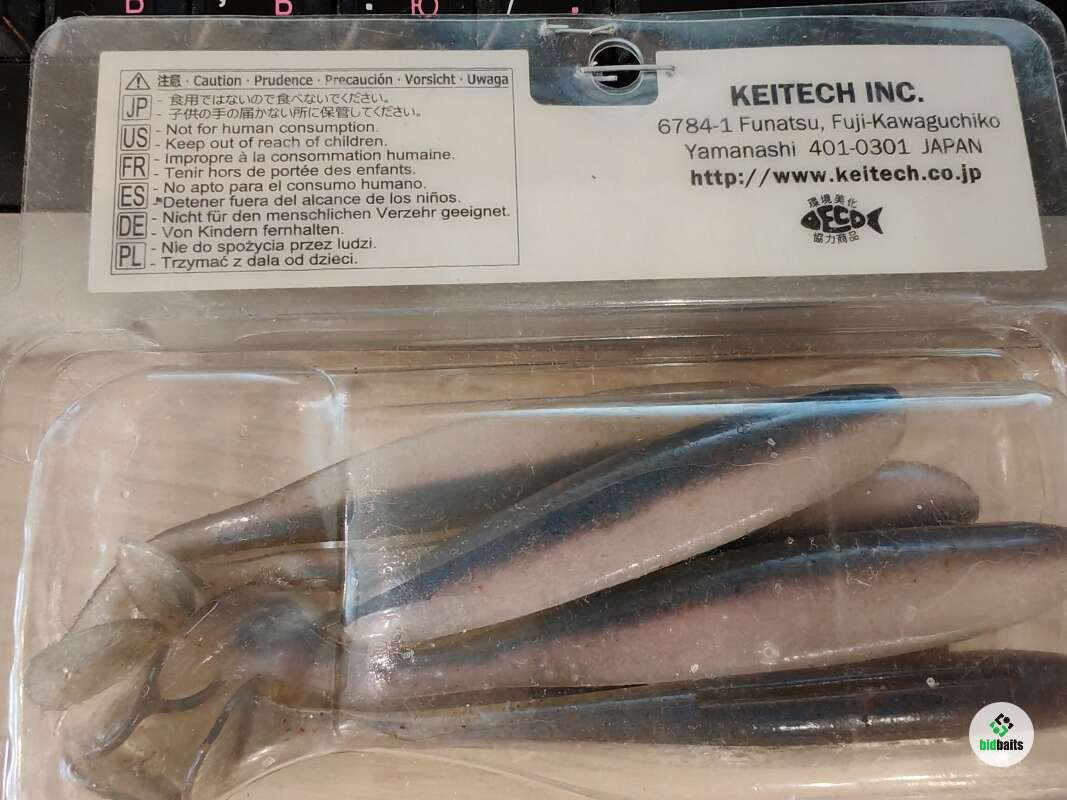 注意 · Caution · Prudence · Precaución · Vorsicht · Uwaga
JP
- 食用ではないので食べないでください。
- 子供の手の届かない所に保管してください。
US
- Not for human consumption.
- Keep out of reach of children.
FR
- Impropre à la consommation humaine.
- Tenir hors de portée des enfants.
ES
- No apto para el consumo humano.
- Detener fuera del alcance de los niños.
DE
- Nicht für den menschlichen Verzehr geeignet.
- Von Kindern fernhalten.
PL
- Nie do spożycia przez ludzi.
- Trzymać z dala od dzieci.
KEITECH INC.
6784-1 Funatsu, Fuji-Kawaguchiko
Yamanashi 401-0301 JAPAN
http://www.keitech.co.jp
環境美化
ECO
協力商品
bidbaits